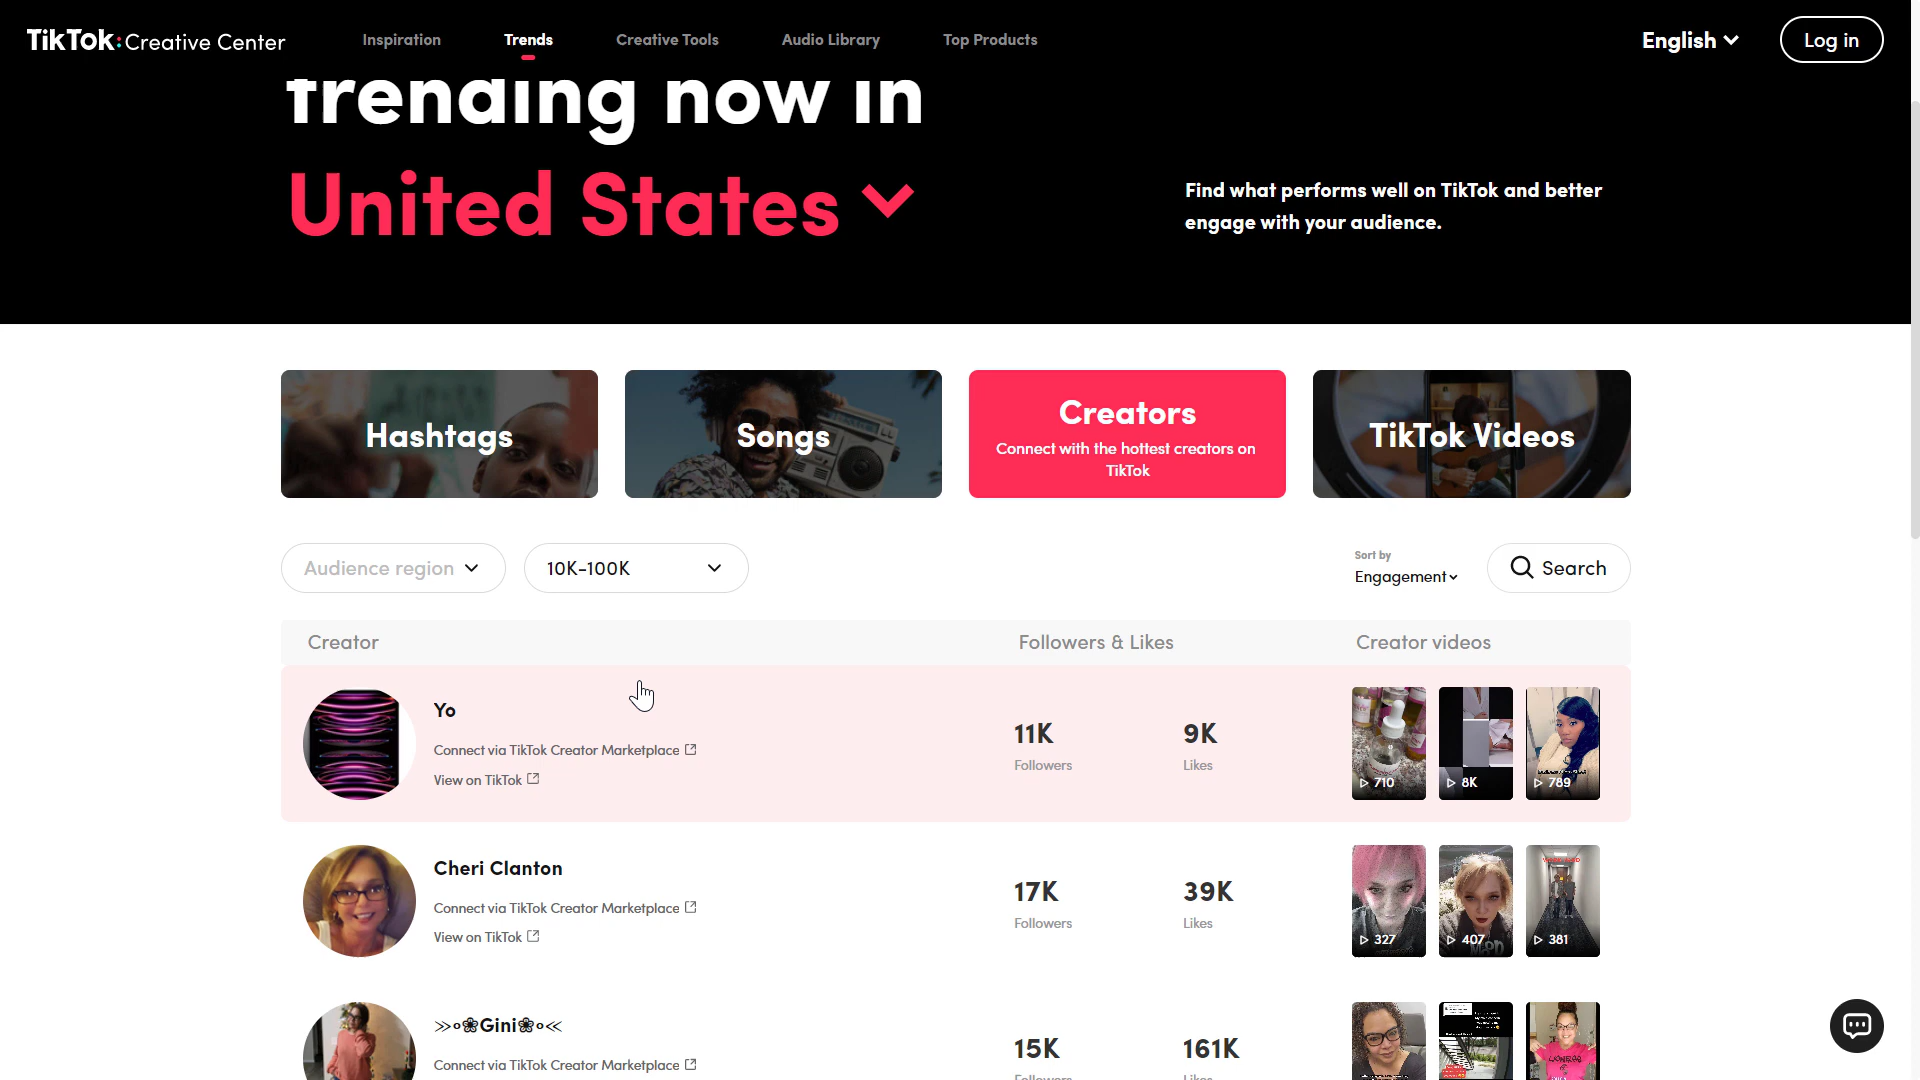 TikTok: Creative Center
Inspiration
Trends
Creative Tools
Audio Library
Top Products
English
Log in
trending now in
United States
Find what performs well on TikTok and better
engage with your audience.
Hashtags
Songs
Creators
Connect with the hottest creators on
TikTok
TikTok Videos
Audience region
10K-100K
Sort by
Engagement
Search
Creator
Followers & Likes
Creator videos
Yo
Connect via TikTok Creator Marketplace
View on TikTok
11K
Followers
9K
Likes
710
8K
789
Cheri Clanton
Connect via TikTok Creator Marketplace
View on TikTok
17K
Followers
39K
Likes
327
407
381
≫∘❀Gini❀∘≪
Connect via TikTok Creator Marketplace
15K
Followers
161K
Likes